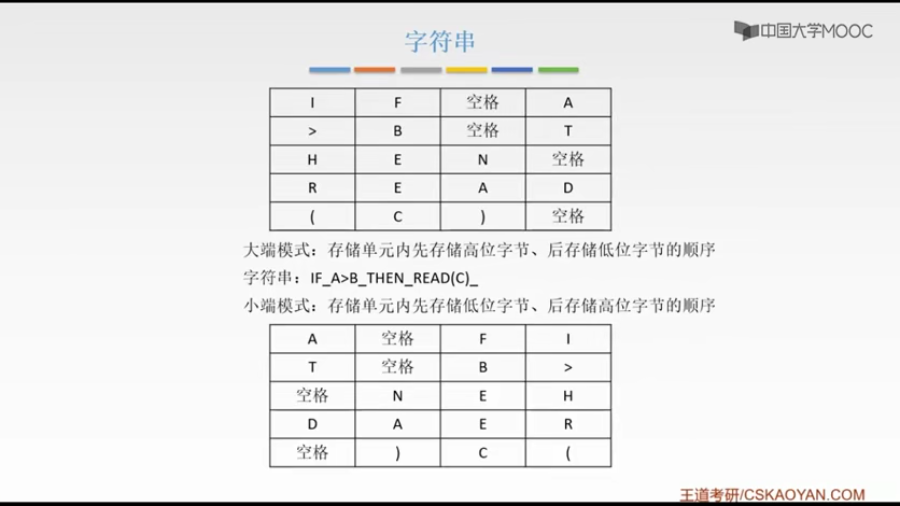 字符串
中国大学MOOC
I F 空格 A
> B 空格 T
H E N 空格
R E A D
( C ) 空格
大端模式：存储单元内先存储高位字节、后存储低位字节的顺序
字符串：IF_A>B_THEN_READ(C)_
小端模式：存储单元内先存储低位字节、后存储高位字节的顺序
A 空格 F I
T 空格 B >
空格 N E H
D A E R
空格 ) C (
王道考研/CSKAOYAN.COM